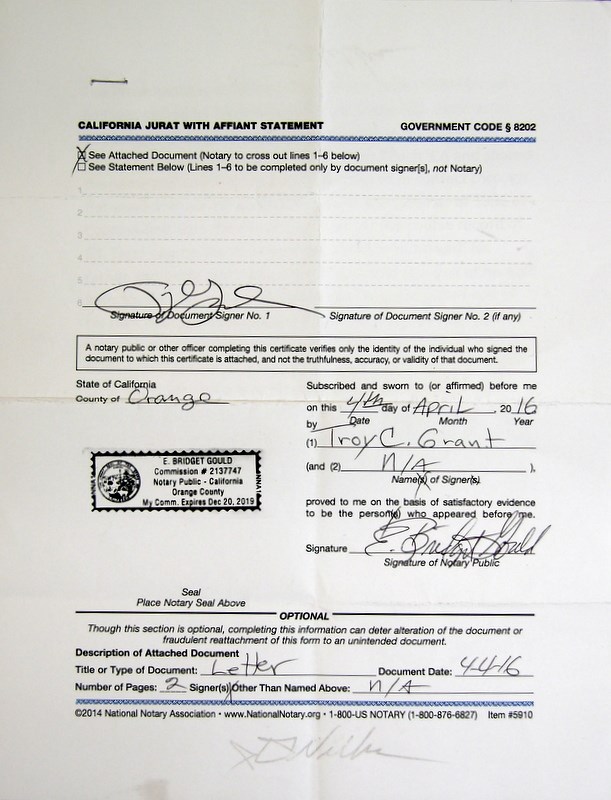 CALIFORNIA JURAT WITH AFFIANT STATEMENT GOVERNMENT CODE § 8202
X See Attached Document (Notary to cross out lines 1–6 below)
☐ See Statement Below (Lines 1–6 to be completed only by document signer[s], not Notary)
1
2
3
4
5
6
Signature of Document Signer No. 1 Signature of Document Signer No. 2 (if any)
A notary public or other officer completing this certificate verifies only the identity of the individual who signed the
document to which this certificate is attached, and not the truthfulness, accuracy, or validity of that document.
State of California
County of Orange
Subscribed and sworn to (or affirmed) before me
on this 4th day of April, 2016
by Date Month Year
(1) Troy C. Grant
(and (2) N/A ),
Name(s) of Signer(s)
proved to me on the basis of satisfactory evidence
to be the person(s) who appeared before me.
Signature E. Bridget Gould
Signature of Notary Public
E. BRIDGET GOULD
Commission # 2137747
Notary Public - California
Orange County
My Comm. Expires Dec 20, 2019
Seal
Place Notary Seal Above
OPTIONAL
Though this section is optional, completing this information can deter alteration of the document or
fraudulent reattachment of this form to an unintended document.
Description of Attached Document
Title or Type of Document: Letter Document Date: 4-4-16
Number of Pages: 2 Signer(s) Other Than Named Above: N/A
©2014 National Notary Association • www.NationalNotary.org • 1-800-US NOTARY (1-800-876-6827) Item #5910